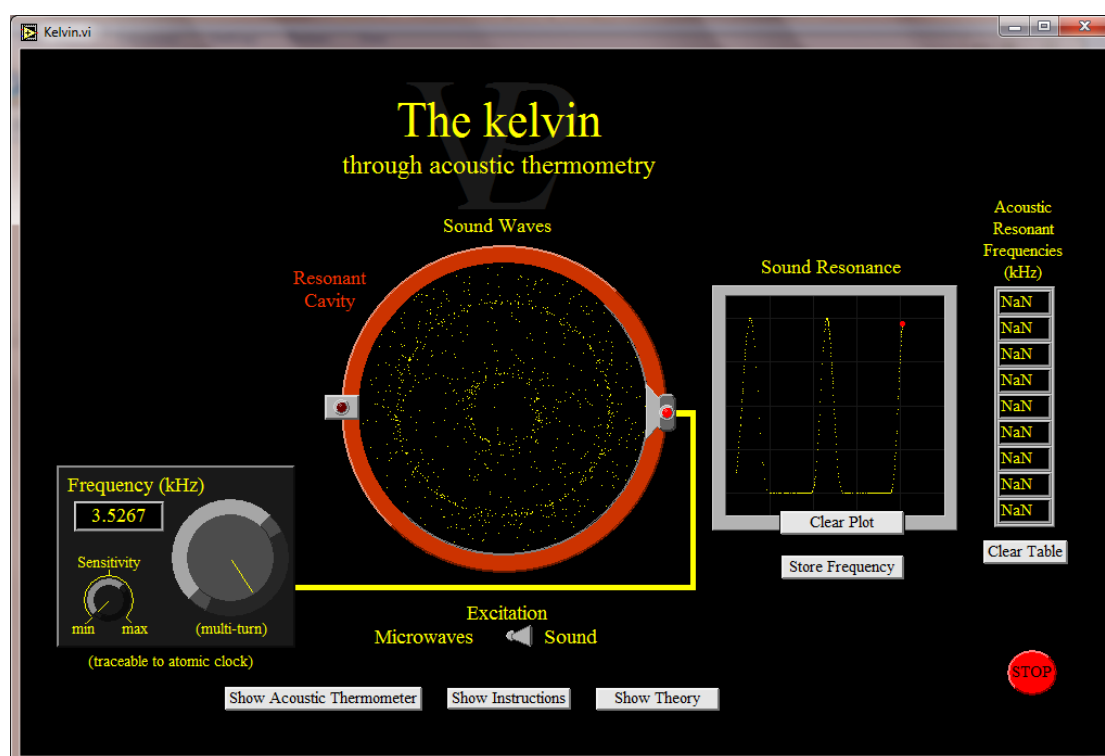 Kelvin.vi
VPL
The kelvin
through acoustic thermometry
Sound Waves
Resonant
Cavity
Sound Resonance
Acoustic
Resonant
Frequencies
(kHz)
NaN
NaN
NaN
NaN
NaN
NaN
NaN
NaN
NaN
Clear Plot
Store Frequency
Clear Table
Frequency (kHz)
3.5267
Sensitivity
min
max
(multi-turn)
(traceable to atomic clock)
Excitation
Microwaves
Sound
Show Acoustic Thermometer
Show Instructions
Show Theory
STOP